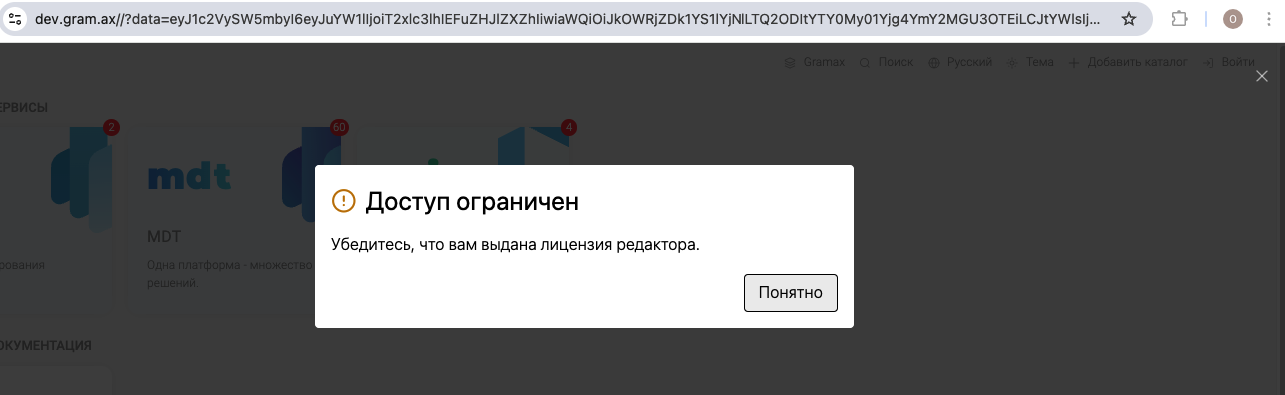 dev.gram.ax//?data=eyJ1c2VySW5mbyI6eyJuYW1lIjoiT2xlc3lhIEFuZHJlZXZhIiwiaWQiOiJkOWRjZDk1YS1lYjNlLTQ2ODItYTY0My01Yjg4YmY2MGU3OTEiLCJtYWlsIj...
О
Gramax Поиск Русский Тема Добавить каталог Войти
ЕРВИСЫ
2 60 4
mdt
Доступ ограничен
Убедитесь, что вам выдана лицензия редактора.
MDT
рования Одна платформа - множество
решений.
Понятно
ОКУМЕНТАЦИЯ